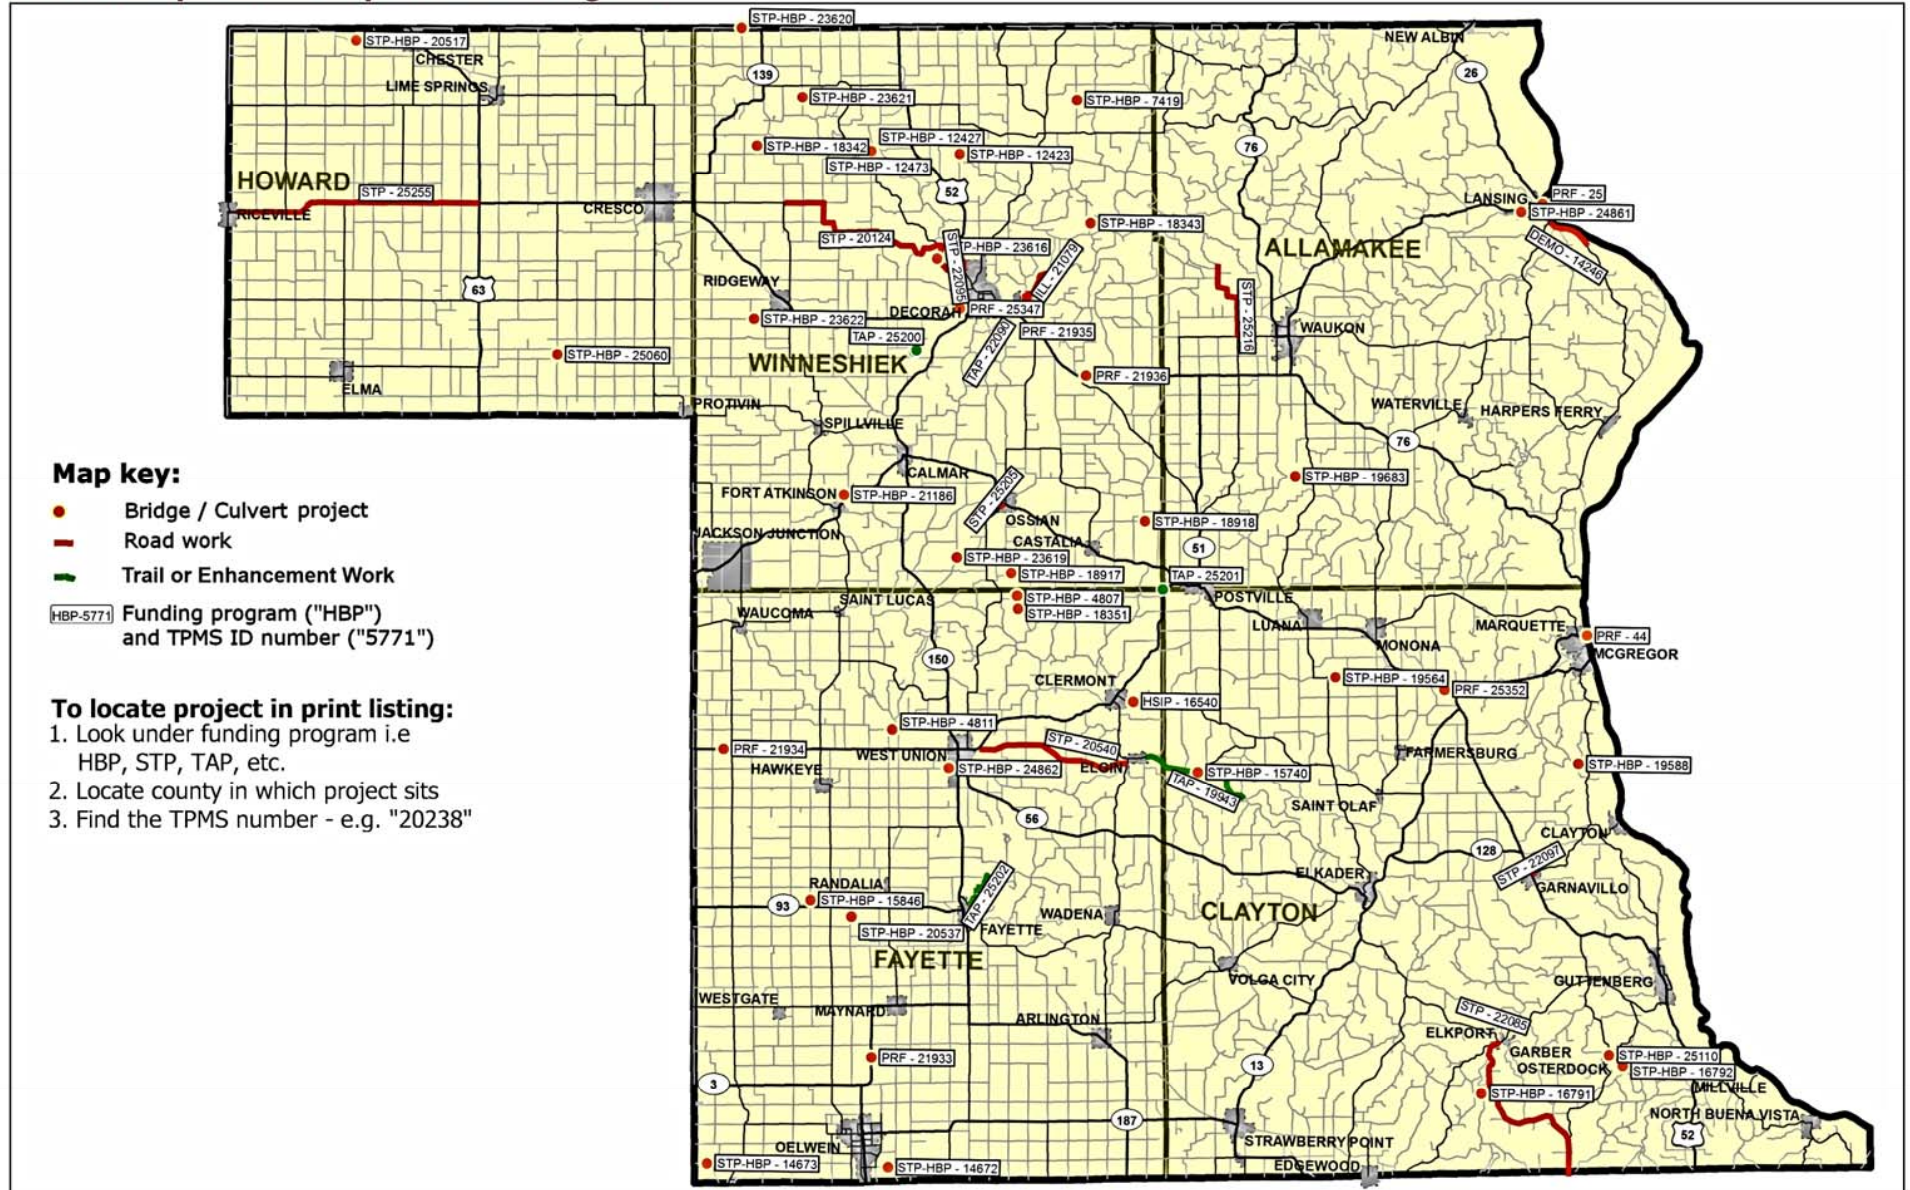 STP-HBP - 23620
STP-HBP - 20517
CHESTER
NEW ALBIN
LIME SPRINGS
139
26
STP-HBP - 23621
STP-HBP - 7419
STP-HBP - 12427
STP-HBP - 18342
STP-HBP - 12423
STP-HBP - 12473
76
HOWARD
STP - 25255
52
LANSING
PRF - 25
RICEVILLE
CRESCO
STP-HBP - 24861
STP-HBP - 18343
STP - 20124
TP-HBP - 23616
STP - 22095
ILL - 21079
ALLAMAKEE
DEMO - 14246
RIDGEWAY
63
DECORAH
PRF - 25347
STP - 25216
STP-HBP - 23622
TAP - 25200
TAP - 22090
PRF - 21935
WAUKON
STP-HBP - 25060
WINNESHIEK
PRF - 21936
ELMA
PROTIVIN
WATERVILLE
HARPERS FERRY
SPILLVILLE
76
CALMAR
STP-HBP - 19683
FORT ATKINSON
STP-HBP - 21186
STP - 25205
OSSIAN
STP-HBP - 18918
JACKSON JUNCTION
CASTALIA
51
STP-HBP - 23619
STP-HBP - 18917
TAP - 25201
STP-HBP - 4807
POSTVILLE
SAINT LUCAS
WAUCOMA
STP-HBP - 18351
LUANA
MONONA
MARQUETTE
PRF - 44
MCGREGOR
150
CLERMONT
STP-HBP - 19564
PRF - 25352
HSIP - 16540
STP-HBP - 4811
PRF - 21934
WEST UNION
STP - 20540
FARMERSBURG
HAWKEYE
STP-HBP - 24862
ELGIN
STP-HBP - 15740
STP-HBP - 19588
TAP - 19943
SAINT OLAF
56
CLAYTON
128
STP - 22097
RANDALIA
ELKADER
GARNAVILLO
93
STP-HBP - 15846
TAP - 25202
WADENA
CLAYTON
STP-HBP - 20537
FAYETTE
FAYETTE
VOLGA CITY
GUTTENBERG
WESTGATE
MAYNARD
ARLINGTON
STP - 22085
ELKPORT
GARBER
OSTERDOCK
STP-HBP - 25110
STP-HBP - 16792
PRF - 21933
13
3
MILLVILLE
STP-HBP - 16791
187
NORTH BUENA VISTA
52
OELWEIN
STRAWBERRY POINT
STP-HBP - 14673
STP-HBP - 14672
EDGEWOOD
Map key:
Bridge / Culvert project
Road work
Trail or Enhancement Work
HBP-5771 Funding program ("HBP")
and TPMS ID number ("5771")
To locate project in print listing:
1. Look under funding program i.e
HBP, STP, TAP, etc.
2. Locate county in which project sits
3. Find the TPMS number - e.g. "20238"